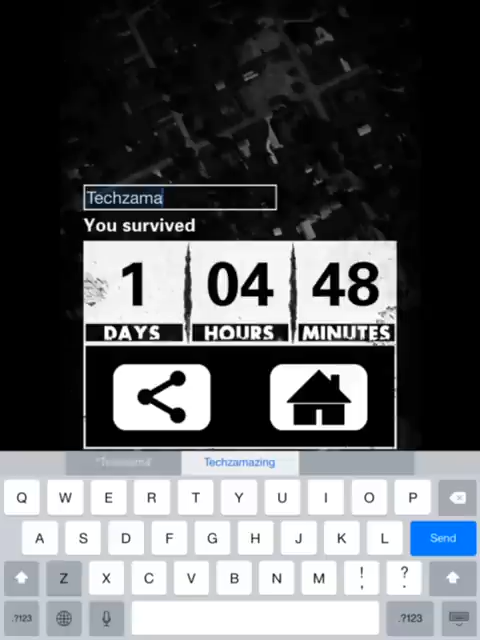 Techzama
You survived
1 04 48
DAYS HOURS MINUTES
Techzamazing
Q W E R T Y U I O P
A S D F G H J K L Send
Z X C V B N M ! , ? .
.?123 .?123